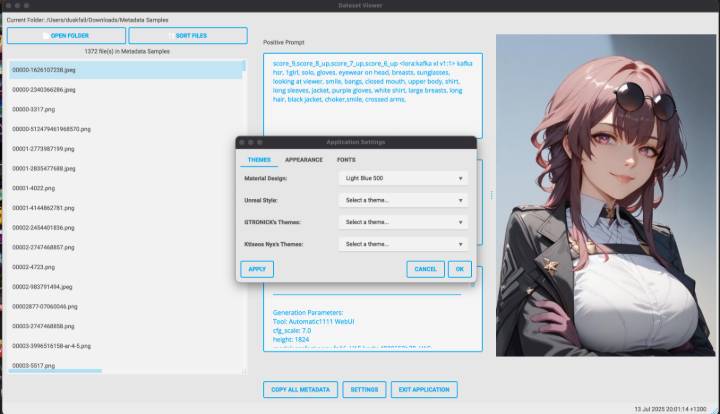 Dataset Viewer
Current Folder: /Users/duskfall/Downloads/Metadata Samples
OPEN FOLDER
SORT FILES
1372 file(s) in Metadata Samples
00000-1626107238.jpeg
00000-2340366286.jpeg
00000-3317.png
00000-512479461968570.png
00001-2773987199.png
00001-2835477688.jpeg
00001-4022.png
00001-4144862781.png
00002-2454401836.png
00002-2747468857.png
00002-4723.png
00002-983791494.jpeg
00002877-07060046.png
00003-2747468858.png
00003-3996516158-ar-4-5.png
00003-5517.png
Positive Prompt
score_9,score_8_up,score_7_up,score_6_up <lora:kafka xl v1:1> kafka
hsr, 1girl, solo, gloves, eyewear on head, breasts, sunglasses,
looking at viewer, smile, bangs, closed mouth, upper body, shirt,
long sleeves, jacket, purple gloves, white shirt, large breasts, long
hair, black jacket, choker,smile, crossed arms,
Application Settings
THEMES
APPEARANCE
FONTS
Material Design:
Light Blue 500
Unreal Style:
Select a theme...
GTRONICK's Themes:
Select a theme...
Ktiseos Nyx's Themes:
Select a theme...
APPLY
CANCEL
OK
Generation Parameters:
Tool: Automatic1111 WebUI
cfg_scale: 7.0
height: 1824
COPY ALL METADATA
SETTINGS
EXIT APPLICATION
13 Jul 2025 20:01:14 +1200